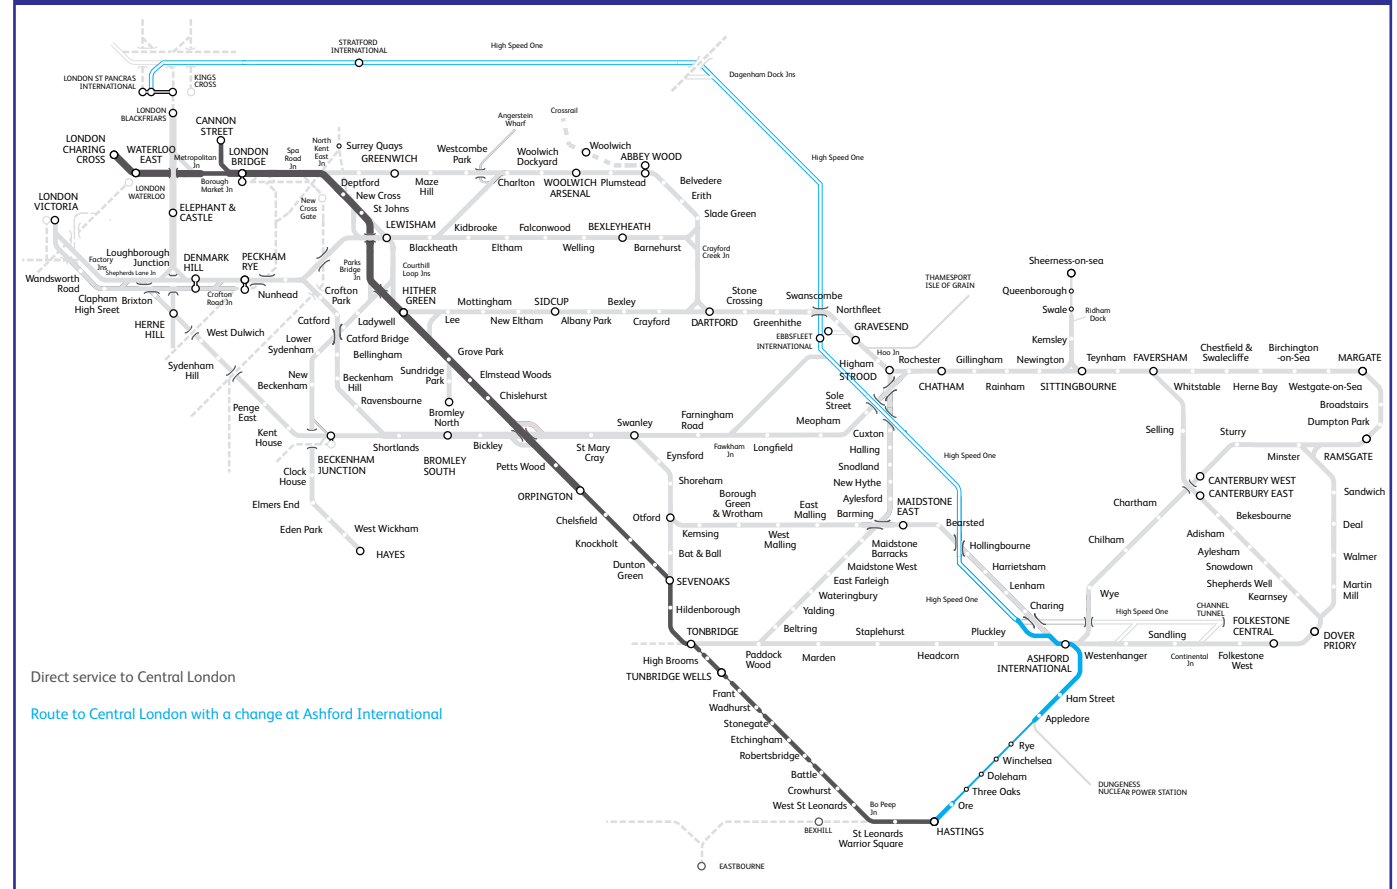 STRATFORD
INTERNATIONAL
High Speed One
Dagenham Dock Jns
LONDON ST PANCRAS
INTERNATIONAL
KINGS
CROSS
LONDON
BLACKFRIARS
CANNON
STREET
Angerstein
Wharf
Crossrail
LONDON
CHARING
CROSS
WATERLOO
EAST
Metropolitan
Jn
LONDON
BRIDGE
Spa
Road
Jn
North
Kent
East
Jn
Surrey Quays
GREENWICH
Westcombe
Park
Woolwich
Dockyard
Woolwich
ABBEY WOOD
High Speed One
LONDON
WATERLOO
Borough
Market Jn
Deptford
Maze
Hill
Charlton
WOOLWICH
ARSENAL
Plumstead
Belvedere
Erith
Slade Green
LONDON
VICTORIA
ELEPHANT &
CASTLE
New
Cross
Gate
New Cross
St Johns
LEWISHAM
Kidbrooke
Falconwood
BEXLEYHEATH
Blackheath
Eltham
Welling
Barnehurst
Crayford
Creek Jn
Loughborough
Junction
Factory
Jns
Shepherds Lane Jn
DENMARK
HILL
PECKHAM
RYE
Parks
Bridge
Jn
Courthill
Loop Jns
Wandsworth
Road
Clapham
High Sreet
Brixton
Crofton
Road Jn
Nunhead
Crofton
Park
HITHER
GREEN
Mottingham
SIDCUP
Bexley
Stone
Crossing
Swanscombe
Northfleet
THAMESPORT
ISLE OF GRAIN
Sheerness-on-sea
Queenborough
Swale
Ridham
Dock
Kemsley
HERNE
HILL
West Dulwich
Catford
Ladywell
Lee
New Eltham
Albany Park
Crayford
DARTFORD
Greenhithe
EBBSFLEET
INTERNATIONAL
GRAVESEND
Lower
Sydenham
Catford Bridge
Bellingham
Grove Park
Hoo Jn
Higham
STROOD
Rochester
Gillingham
Newington
Teynham
FAVERSHAM
Chestfield &
Swalecliffe
Birchington
-on-Sea
MARGATE
Sydenham
Hill
New
Beckenham
Beckenham
Hill
Sundridge
Park
Elmstead Woods
CHATHAM
Rainham
SITTINGBOURNE
Whitstable
Herne Bay
Westgate-on-Sea
Penge
East
Ravensbourne
Chislehurst
Sole
Street
Broadstairs
Dumpton Park
Kent
House
Bromley
North
Swanley
Farningham
Road
Meopham
Cuxton
Selling
Sturry
BECKENHAM
JUNCTION
Shortlands
BROMLEY
SOUTH
Bickley
Petts Wood
St Mary
Cray
Eynsford
Fawkham
Jn
Longfield
Halling
Snodland
High Speed One
Minster
RAMSGATE
Clock
House
ORPINGTON
Shoreham
New Hythe
Aylesford
CANTERBURY WEST
CANTERBURY EAST
Sandwich
Elmers End
Chelsfield
Otford
Borough
Green
& Wrotham
East
Malling
Barming
MAIDSTONE
EAST
Bearsted
Chartham
Bekesbourne
Eden Park
West Wickham
HAYES
Knockholt
Kemsing
West
Malling
Maidstone
Barracks
Hollingbourne
Chilham
Adisham
Deal
Dunton
Green
Bat & Ball
SEVENOAKS
Maidstone West
East Farleigh
Wateringbury
Harrietsham
Lenham
Aylesham
Snowdown
Shepherds Well
Kearnsey
Walmer
Martin
Mill
Hildenborough
Yalding
High Speed One
Charing
Wye
High Speed One
CHANNEL
TUNNEL
FOLKESTONE
CENTRAL
TONBRIDGE
Beltring
Staplehurst
Pluckley
Sandling
DOVER
PRIORY
High Brooms
TUNBRIDGE WELLS
Paddock
Wood
Marden
Headcorn
ASHFORD
INTERNATIONAL
Westenhanger
Continental
Jn
Folkestone
West
Direct service to Central London
Route to Central London with a change at Ashford International
Frant
Wadhurst
Stonegate
Etchingham
Robertsbridge
Battle
Crowhurst
West St Leonards
Ham Street
Appledore
Rye
Winchelsea
Doleham
Three Oaks
Ore
DUNGENESS
NUCLEAR POWER STATION
Bo Peep
Jn
BEXHILL
St Leonards
Warrior Square
HASTINGS
EASTBOURNE